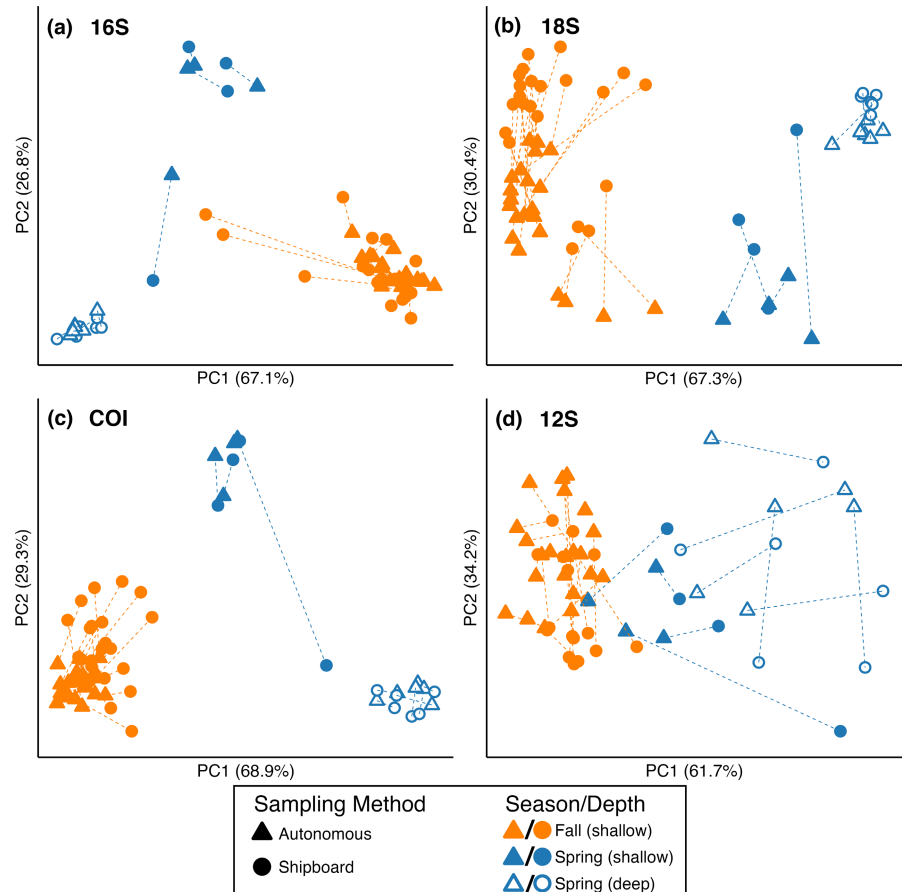 (a) 16S
PC2 (26.8%)
PC1 (67.1%)
(b) 18S
PC2 (30.4%)
PC1 (67.3%)
(c) COI
PC2 (29.3%)
PC1 (68.9%)
(d) 12S
PC2 (34.2%)
PC1 (61.7%)
Sampling Method
Autonomous
Shipboard
Season/Depth
/ Fall (shallow)
/ Spring (shallow)
/ Spring (deep)